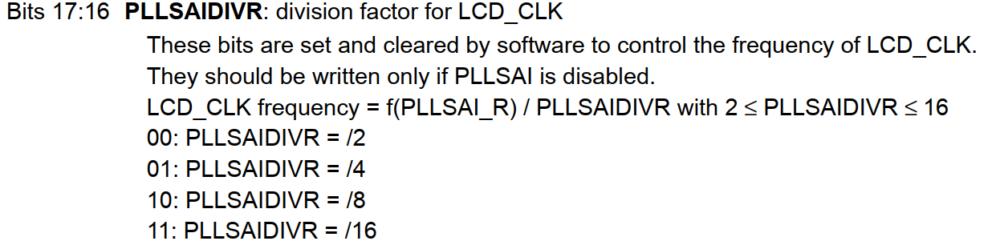 Bits 17:16 PLLSAIDIVR: division factor for LCD_CLK
These bits are set and cleared by software to control the frequency of LCD_CLK.
They should be written only if PLLSAI is disabled.
LCD_CLK frequency = f(PLLSAI_R) / PLLSAIDIVR with 2 ≤ PLLSAIDIVR ≤ 16
00: PLLSAIDIVR = /2
01: PLLSAIDIVR = /4
10: PLLSAIDIVR = /8
11: PLLSAIDIVR = /16